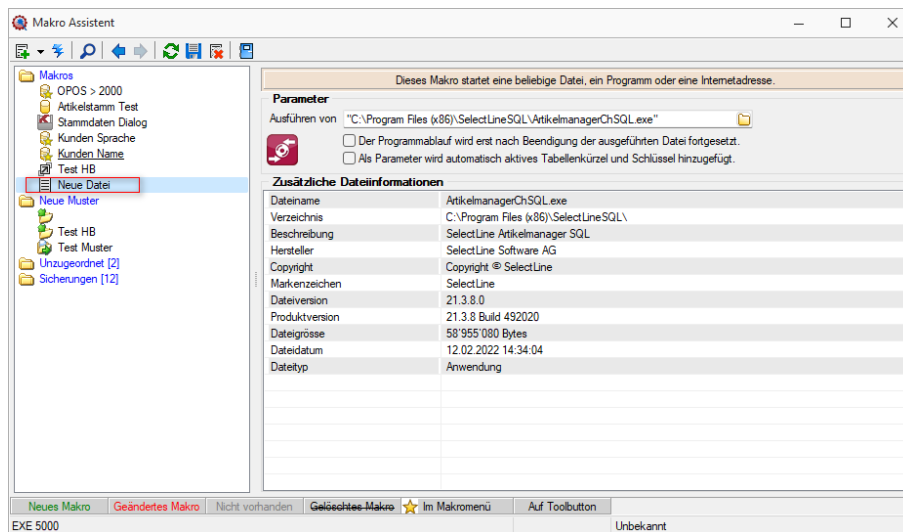 Makro Assistent
Makros
OPOS > 2000
Artikelstamm Test
Stammdaten Dialog
Kunden Sprache
Kunden Name
Test HB
Neue Datei
Neue Muster
Test HB
Test Muster
Unzugeordnet [2]
Sicherungen [12]
Dieses Makro startet eine beliebige Datei, ein Programm oder eine Internetadresse.
Parameter
Ausführen von "C:\Program Files (x86)\SelectLineSQL\ArtikelmanagerChSQL.exe"
Der Programmablauf wird erst nach Beendigung der ausgeführten Datei fortgesetzt.
Als Parameter wird automatisch aktives Tabellenkürzel und Schlüssel hinzugefügt.
Zusätzliche Dateiinformationen
Dateiname ArtikelmanagerChSQL.exe
Verzeichnis C:\Program Files (x86)\SelectLineSQL\
Beschreibung SelectLine Artikelmanager SQL
Hersteller SelectLine Software AG
Copyright Copyright © SelectLine
Markenzeichen SelectLine
Dateiversion 21.3.8.0
Produktversion 21.3.8 Build 492020
Dateigrösse 58'955'080 Bytes
Dateidatum 12.02.2022 14:34:04
Dateityp Anwendung
Neues Makro Geändertes Makro Nicht vorhanden Gelöschtes Makro Im Makromenü Auf Toolbutton
EXE 5000 Unbekannt